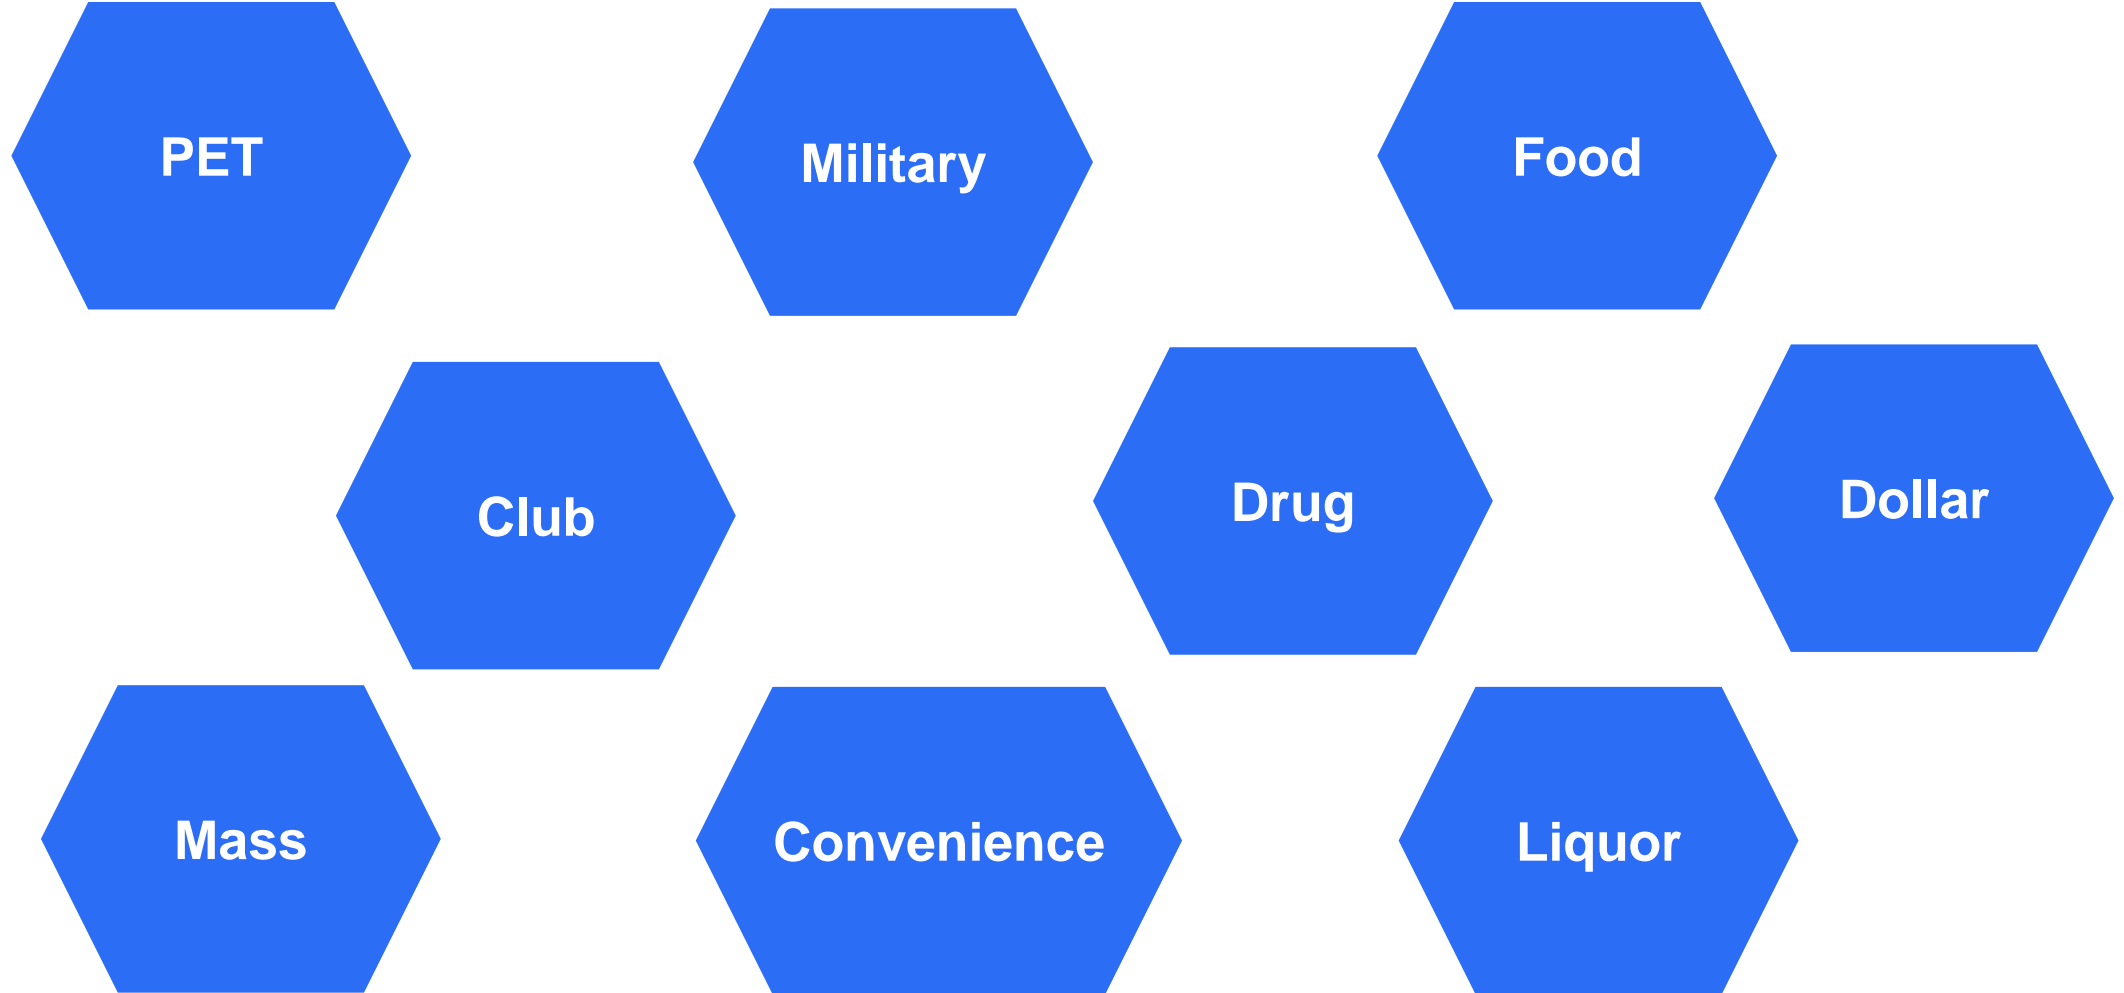 PET
Military
Food
Club
Drug
Dollar
Mass
Convenience
Liquor